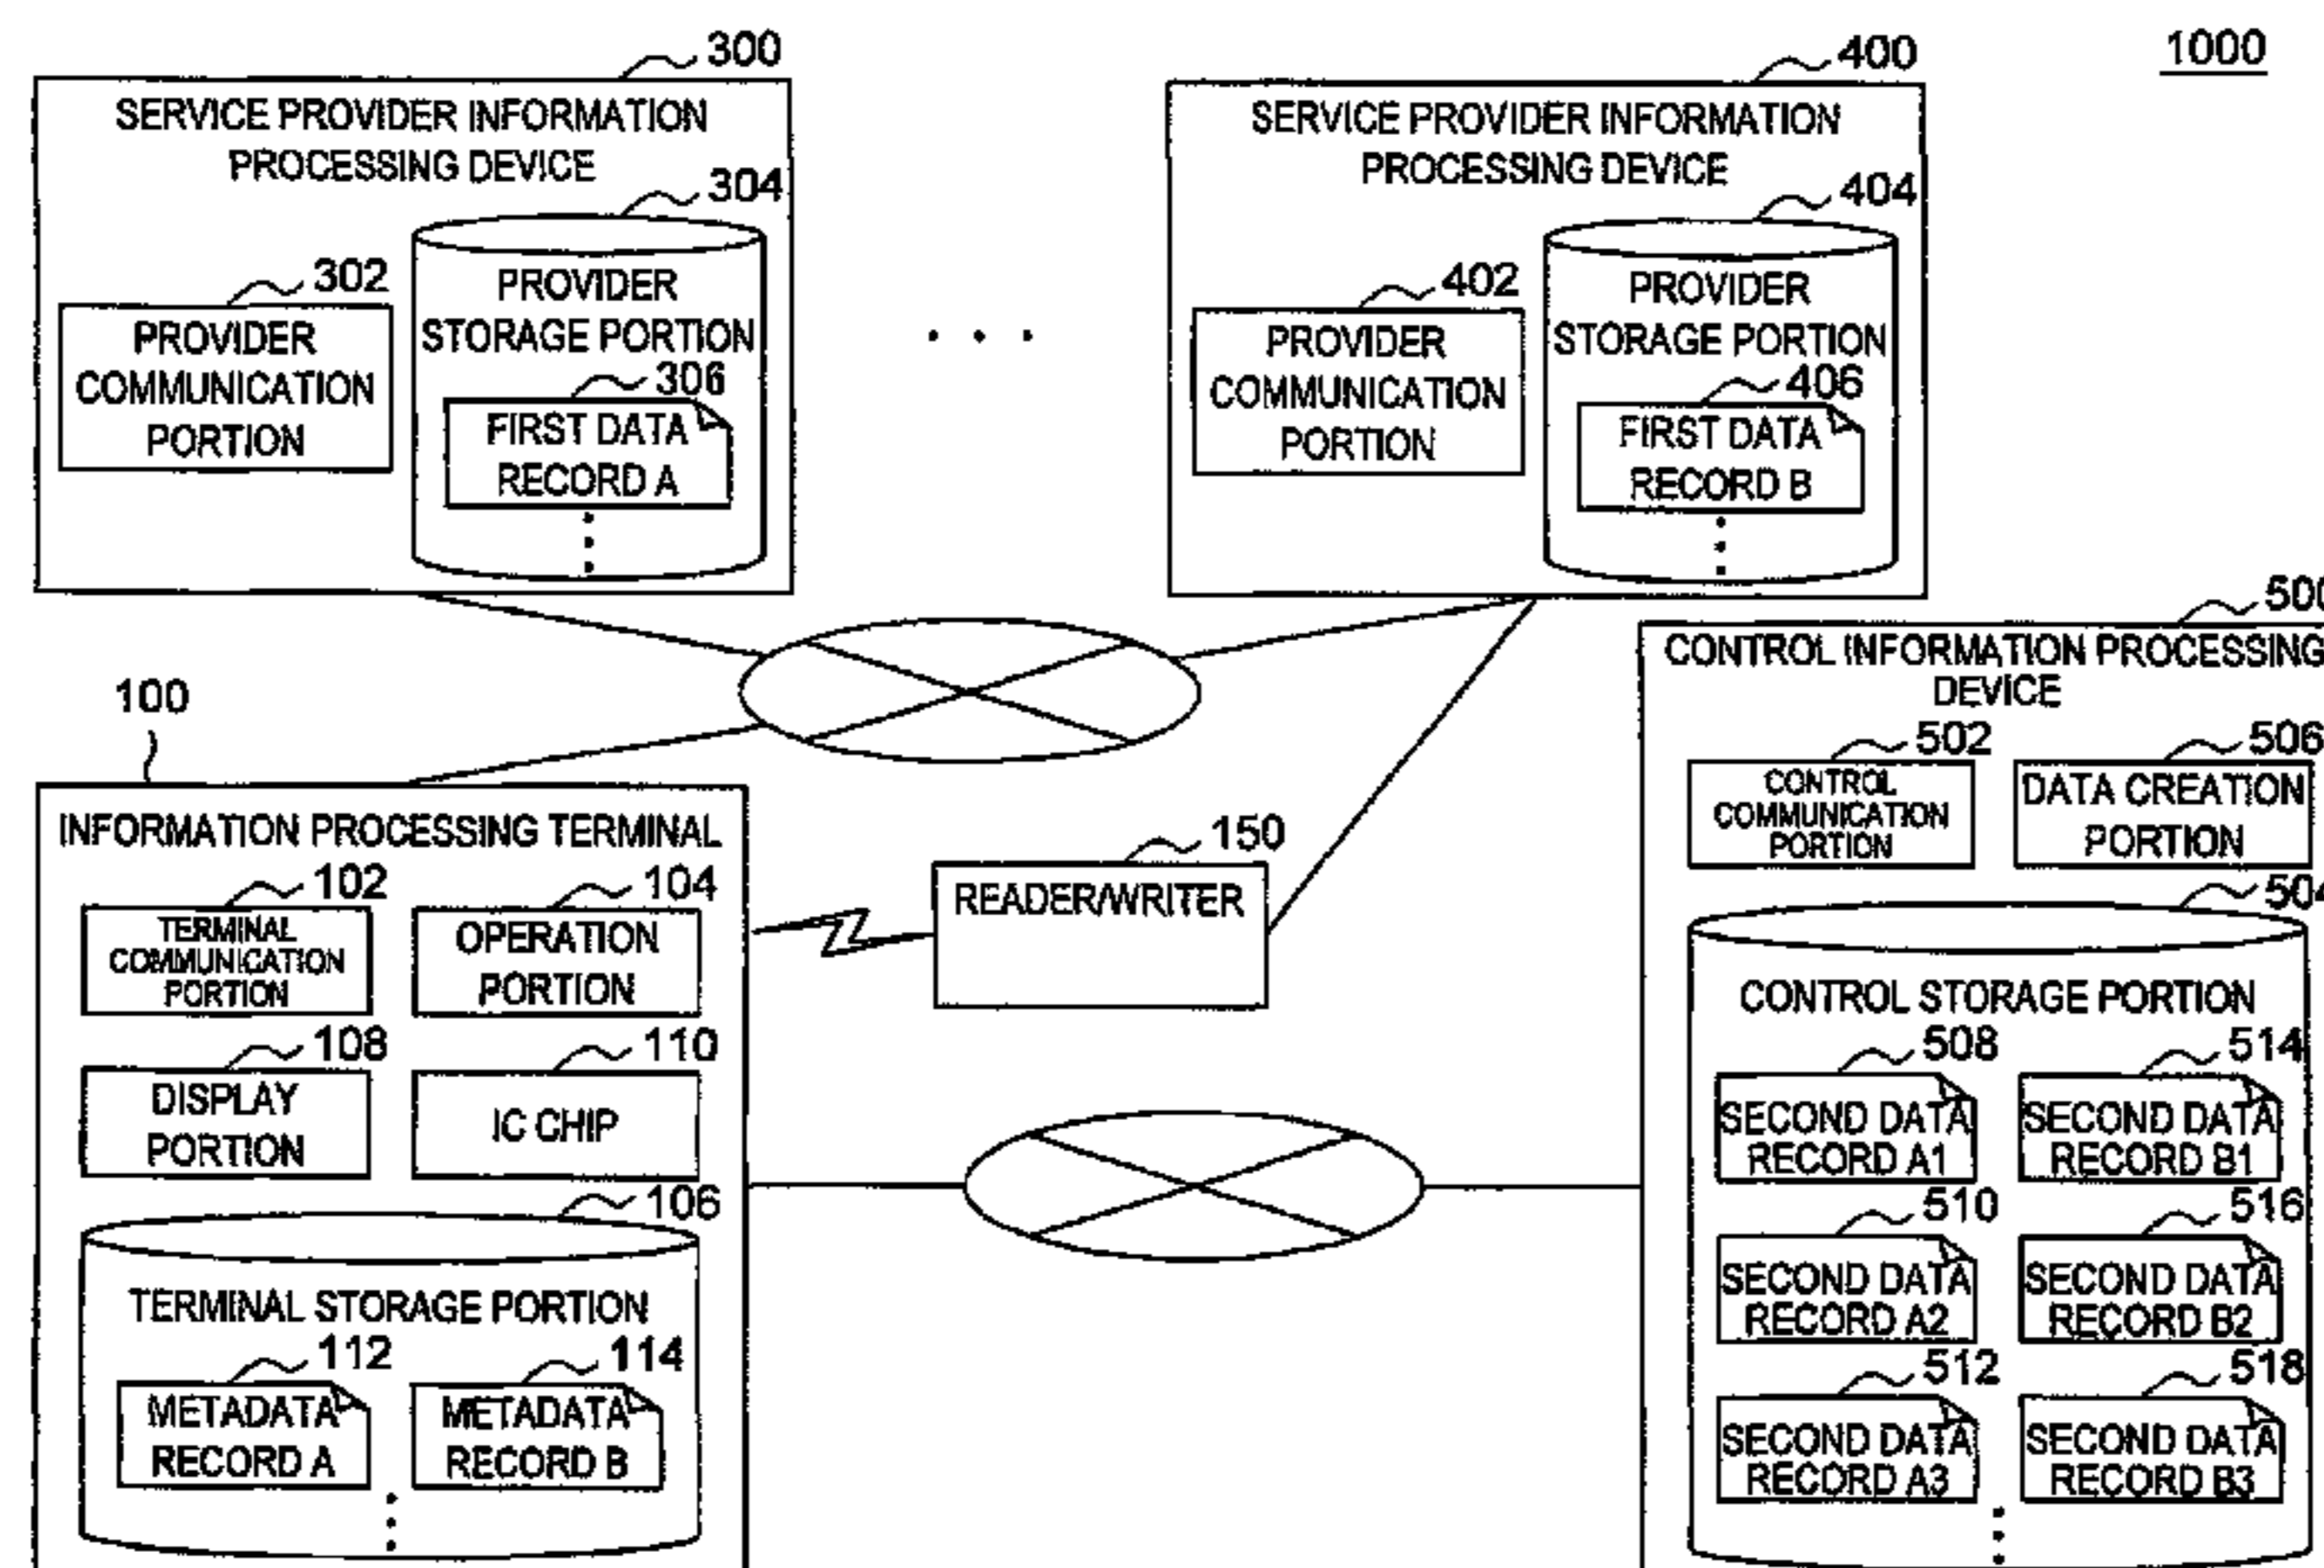 1000
300
SERVICE PROVIDER INFORMATION
PROCESSING DEVICE
304
302
PROVIDER
COMMUNICATION
PORTION
PROVIDER
STORAGE PORTION
306
FIRST DATA
RECORD A
400
SERVICE PROVIDER INFORMATION
PROCESSING DEVICE
404
402
PROVIDER
COMMUNICATION
PORTION
PROVIDER
STORAGE PORTION
406
FIRST DATA
RECORD B
100
INFORMATION PROCESSING TERMINAL
102
TERMINAL
COMMUNICATION
PORTION
104
OPERATION
PORTION
108
DISPLAY
PORTION
110
IC CHIP
106
TERMINAL STORAGE PORTION
112
METADATA
RECORD A
114
METADATA
RECORD B
150
READER/WRITER
500
CONTROL INFORMATION PROCESSING
DEVICE
502
CONTROL
COMMUNICATION
PORTION
506
DATA CREATION
PORTION
504
CONTROL STORAGE PORTION
508
SECOND DATA
RECORD A1
514
SECOND DATA
RECORD B1
510
SECOND DATA
RECORD A2
516
SECOND DATA
RECORD B2
512
SECOND DATA
RECORD A3
518
SECOND DATA
RECORD B3